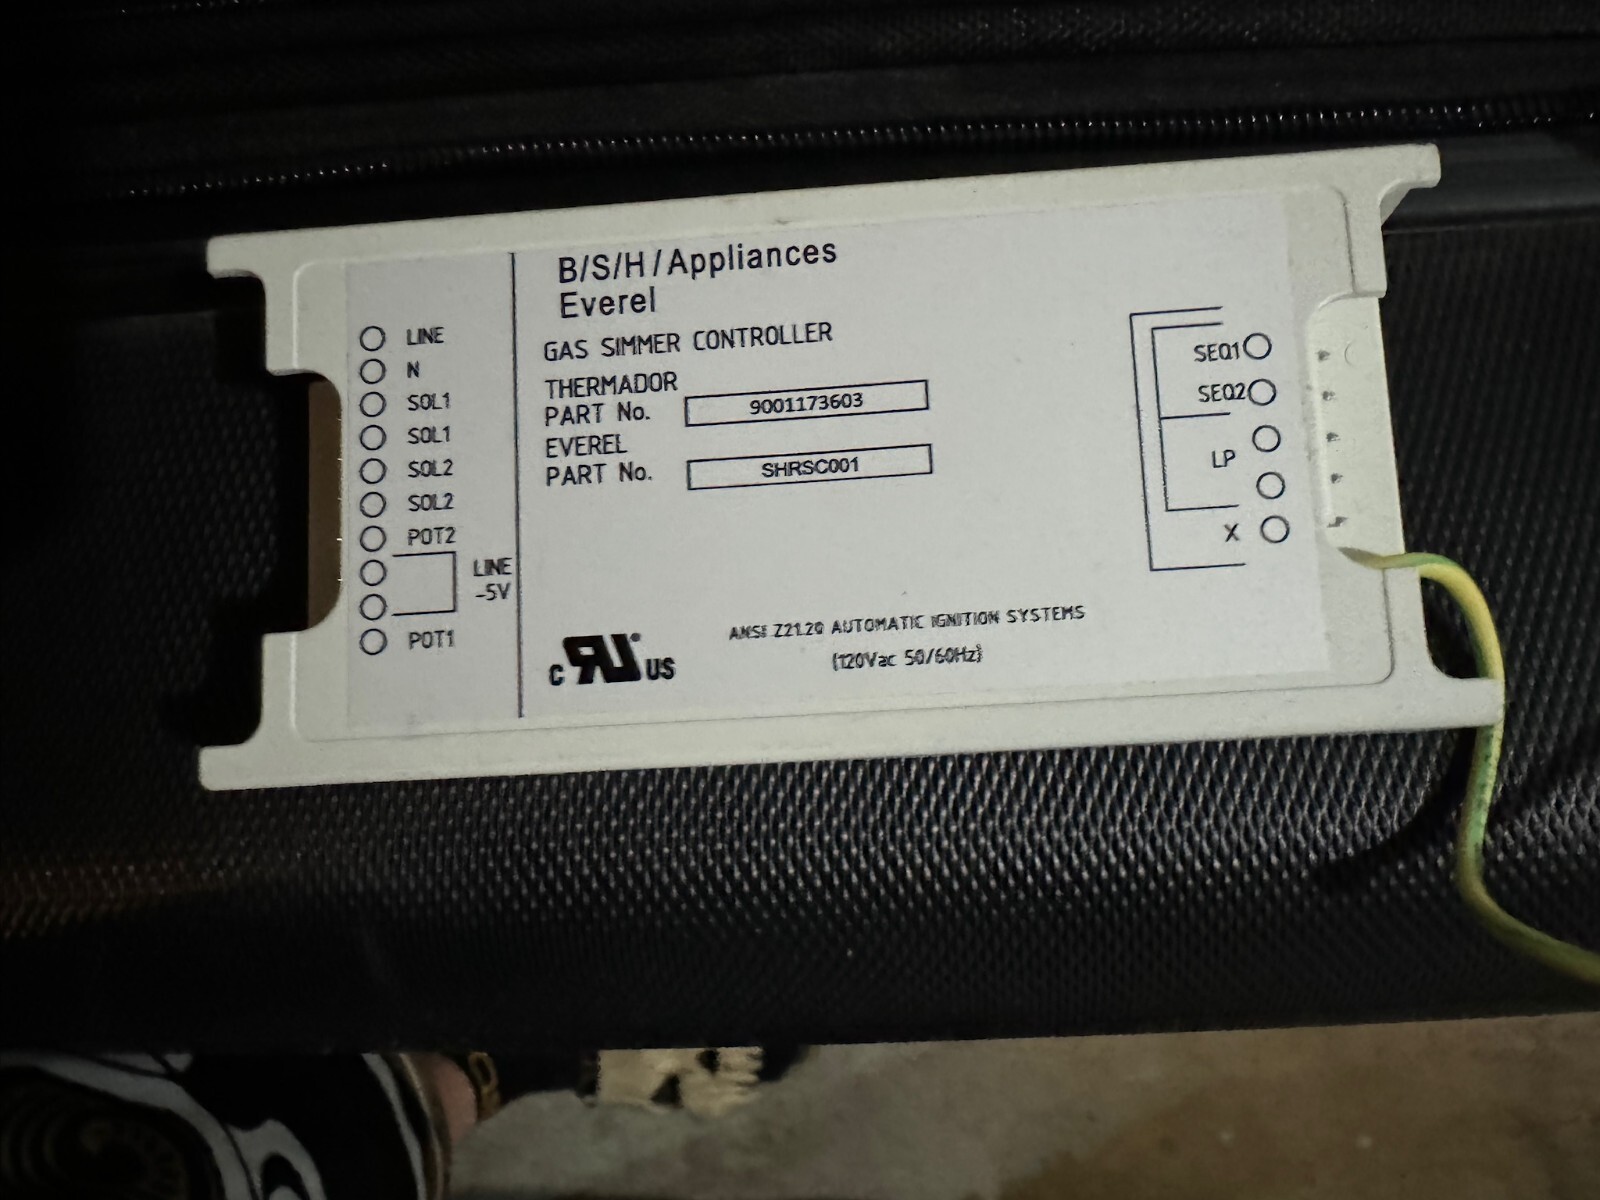 B/S/H/Appliances
Everel
GAS SIMMER CONTROLLER
THERMADOR
PART No. 9001173603
EVEREL
PART No. SHRSC001
LINE
N
SOL1
SOL1
SOL2
SOL2
POT2
LINE
-5V
POT1
SEQ1
SEQ2
LP
X
c RU US
ANSI Z21.20 AUTOMATIC IGNITION SYSTEMS
(120Vac 50/60Hz)